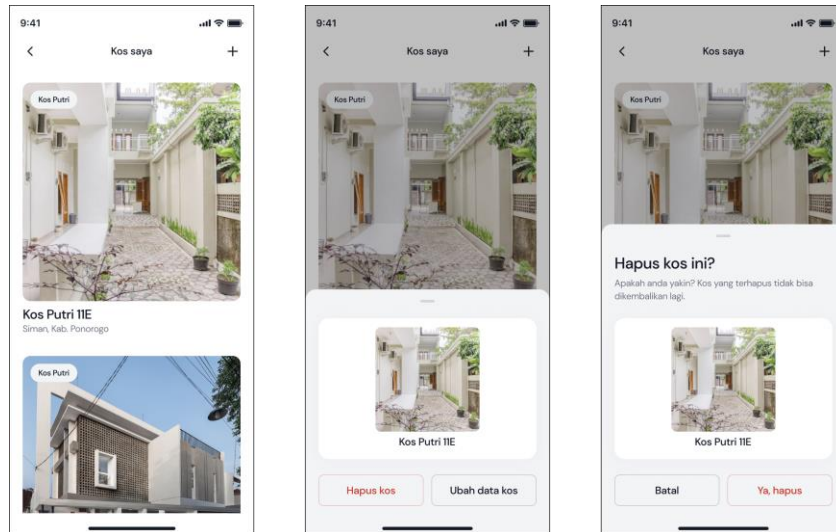 9:41
Kos saya
Kos Putri
Kos Putri 11E
Siman, Kab. Ponorogo
Kos Putri
9:41
Kos saya
Kos Putri
Kos Putri 11E
Hapus kos
Ubah data kos
9:41
Kos saya
Kos Putri
Hapus kos ini?
Apakah anda yakin? Kos yang terhapus tidak bisa
dikembalikan lagi.
Kos Putri 11E
Batal
Ya, hapus